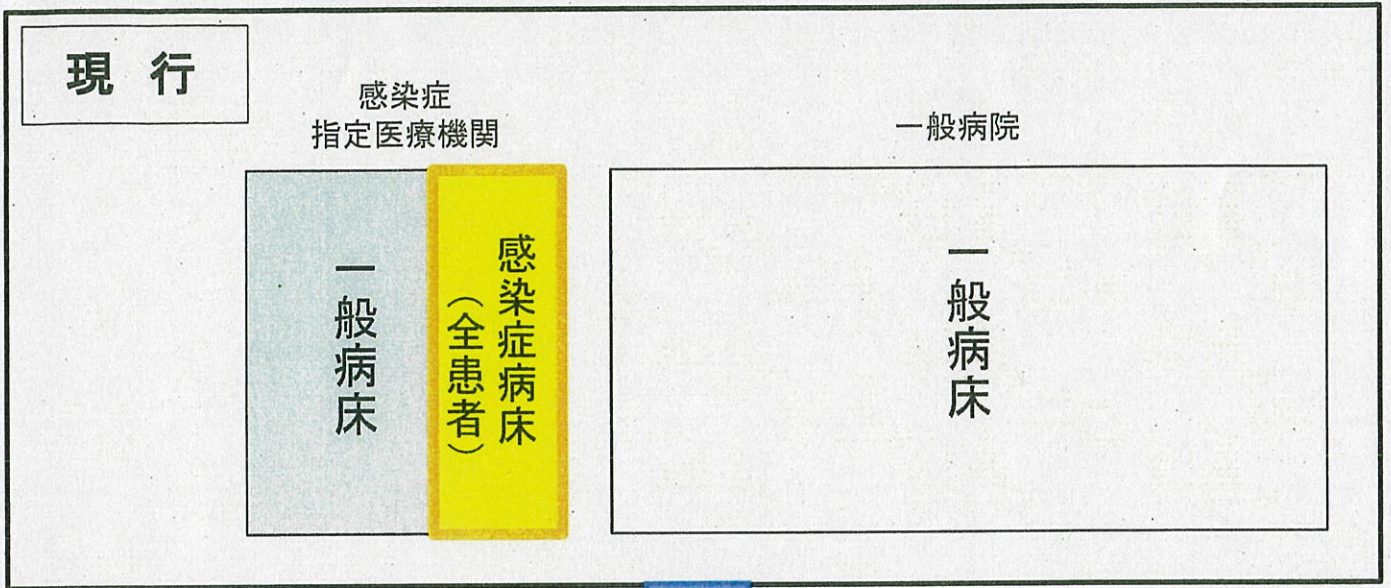 現 行
感染症
指定医療機関
一般病院
一般病床
感染症病床
(全患者)
一般病床